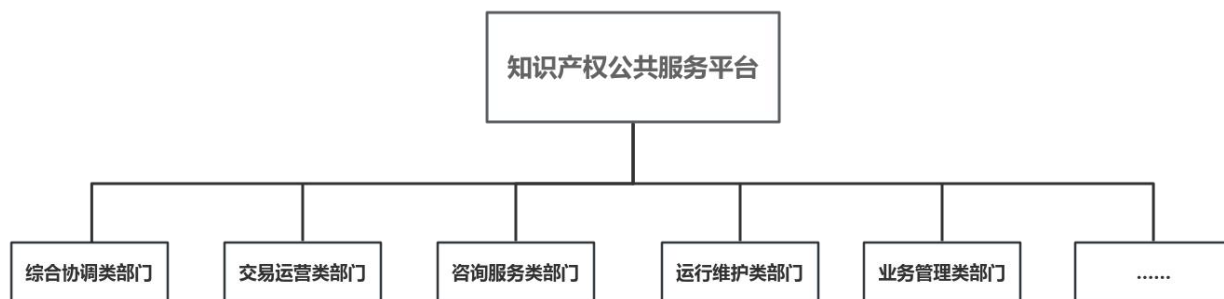 知识产权公共服务平台
综合协调类部门
交易运营类部门
咨询服务类部门
运行维护类部门
业务管理类部门
......